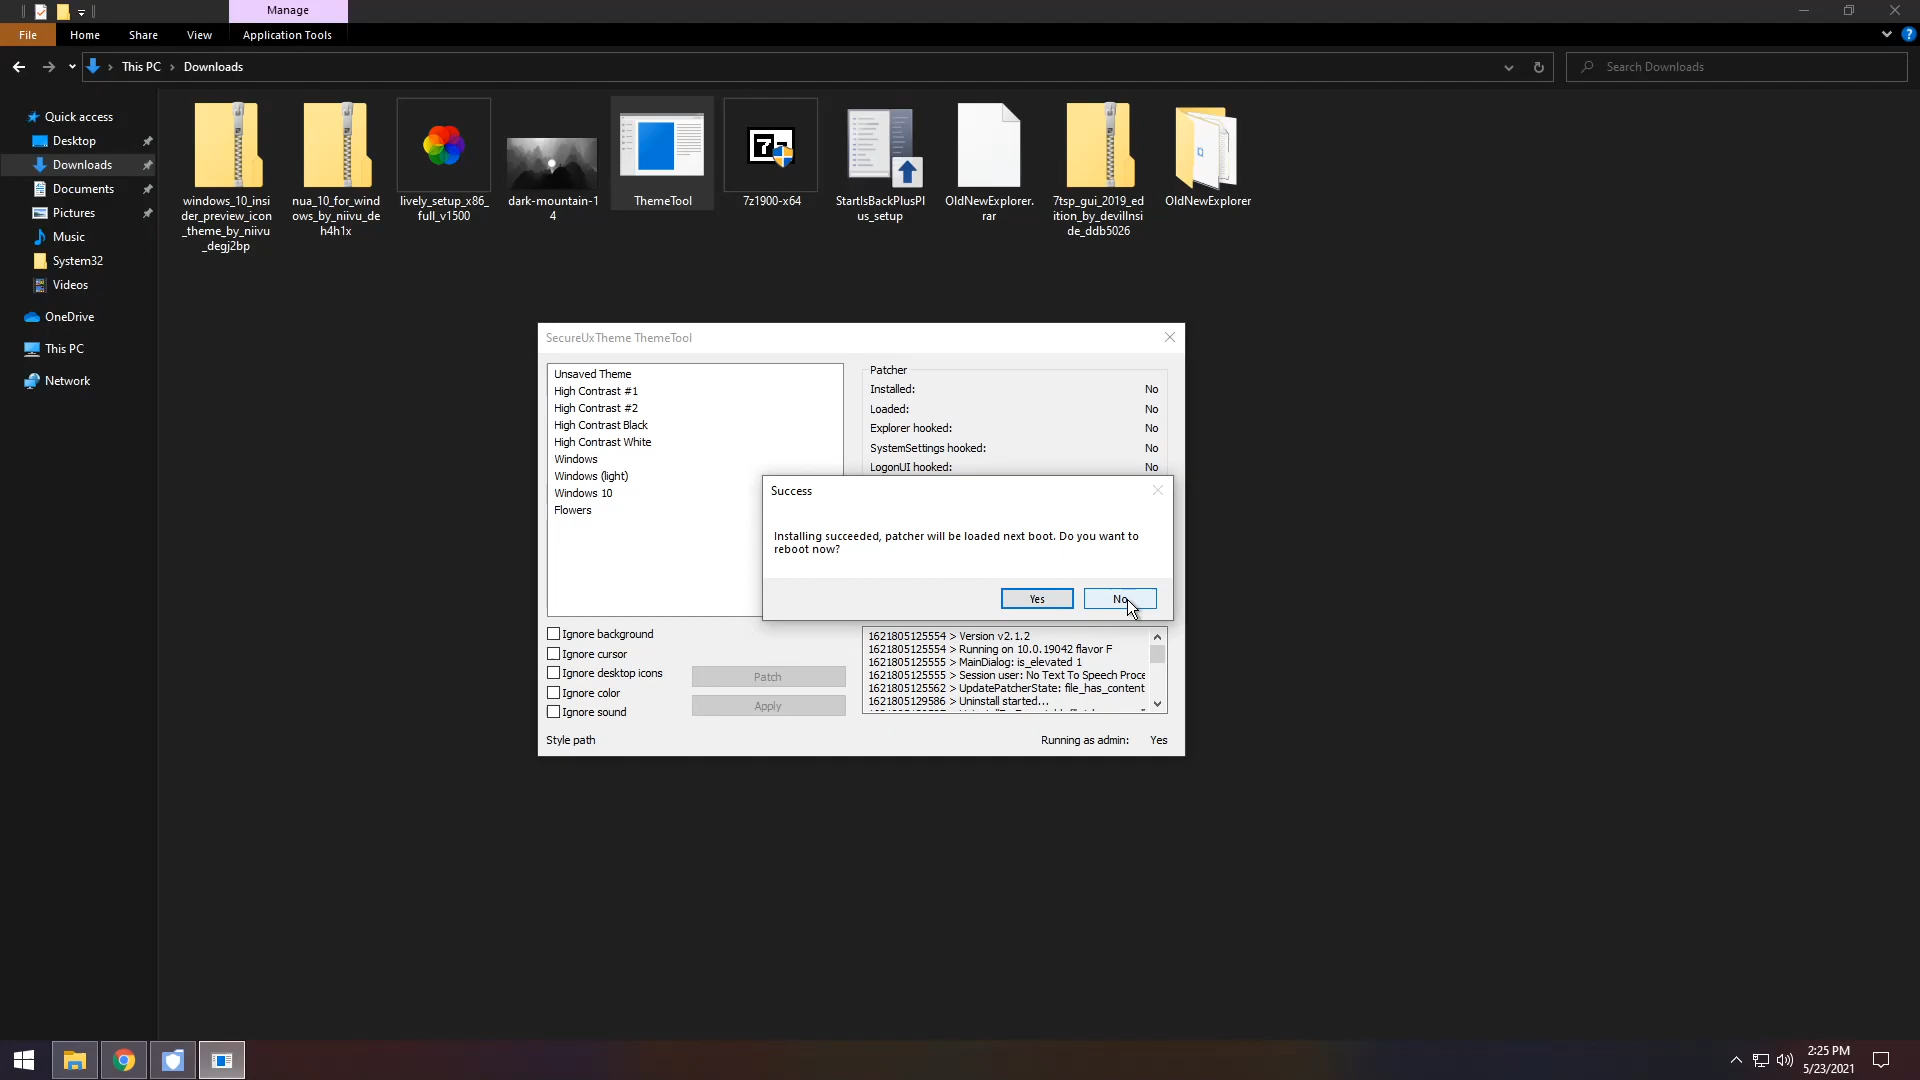 Manage
File
Home
Share
View
Application Tools
This PC
Downloads
Search Downloads
Quick access
Desktop
Downloads
Documents
Pictures
Music
System32
Videos
OneDrive
This PC
Network
windows_10_insi
der_preview_icon
_theme_by_niivu
_degj2bp
nua_10_for_wind
ows_by_niivu_de
h4h1x
lively_setup_x86_
full_v1500
dark-mountain-1
4
ThemeTool
7z1900-x64
StartIsBackPlusPl
us_setup
OldNewExplorer.
rar
7tsp_gui_2019_ed
ition_by_devillnsi
de_ddb5026
OldNewExplorer
SecureUxTheme ThemeTool
Unsaved Theme
High Contrast #1
High Contrast #2
High Contrast Black
High Contrast White
Windows
Windows (light)
Windows 10
Flowers
Patcher
Installed: No
Loaded: No
Explorer hooked: No
SystemSettings hooked: No
LogonUI hooked: No
Success
Installing succeeded, patcher will be loaded next boot. Do you want to
reboot now?
Yes
No
Ignore background
Ignore cursor
Ignore desktop icons
Ignore color
Ignore sound
Patch
Apply
1621805125554 > Version v2.1.2
1621805125554 > Running on 10.0.19042 flavor F
1621805125555 > MainDialog: is_elevated 1
1621805125555 > Session user: No Text To Speech Proce
1621805125562 > UpdatePatcherState: file_has_content
1621805129586 > Uninstall started...
Style path
Running as admin: Yes
2:25 PM
5/23/2021